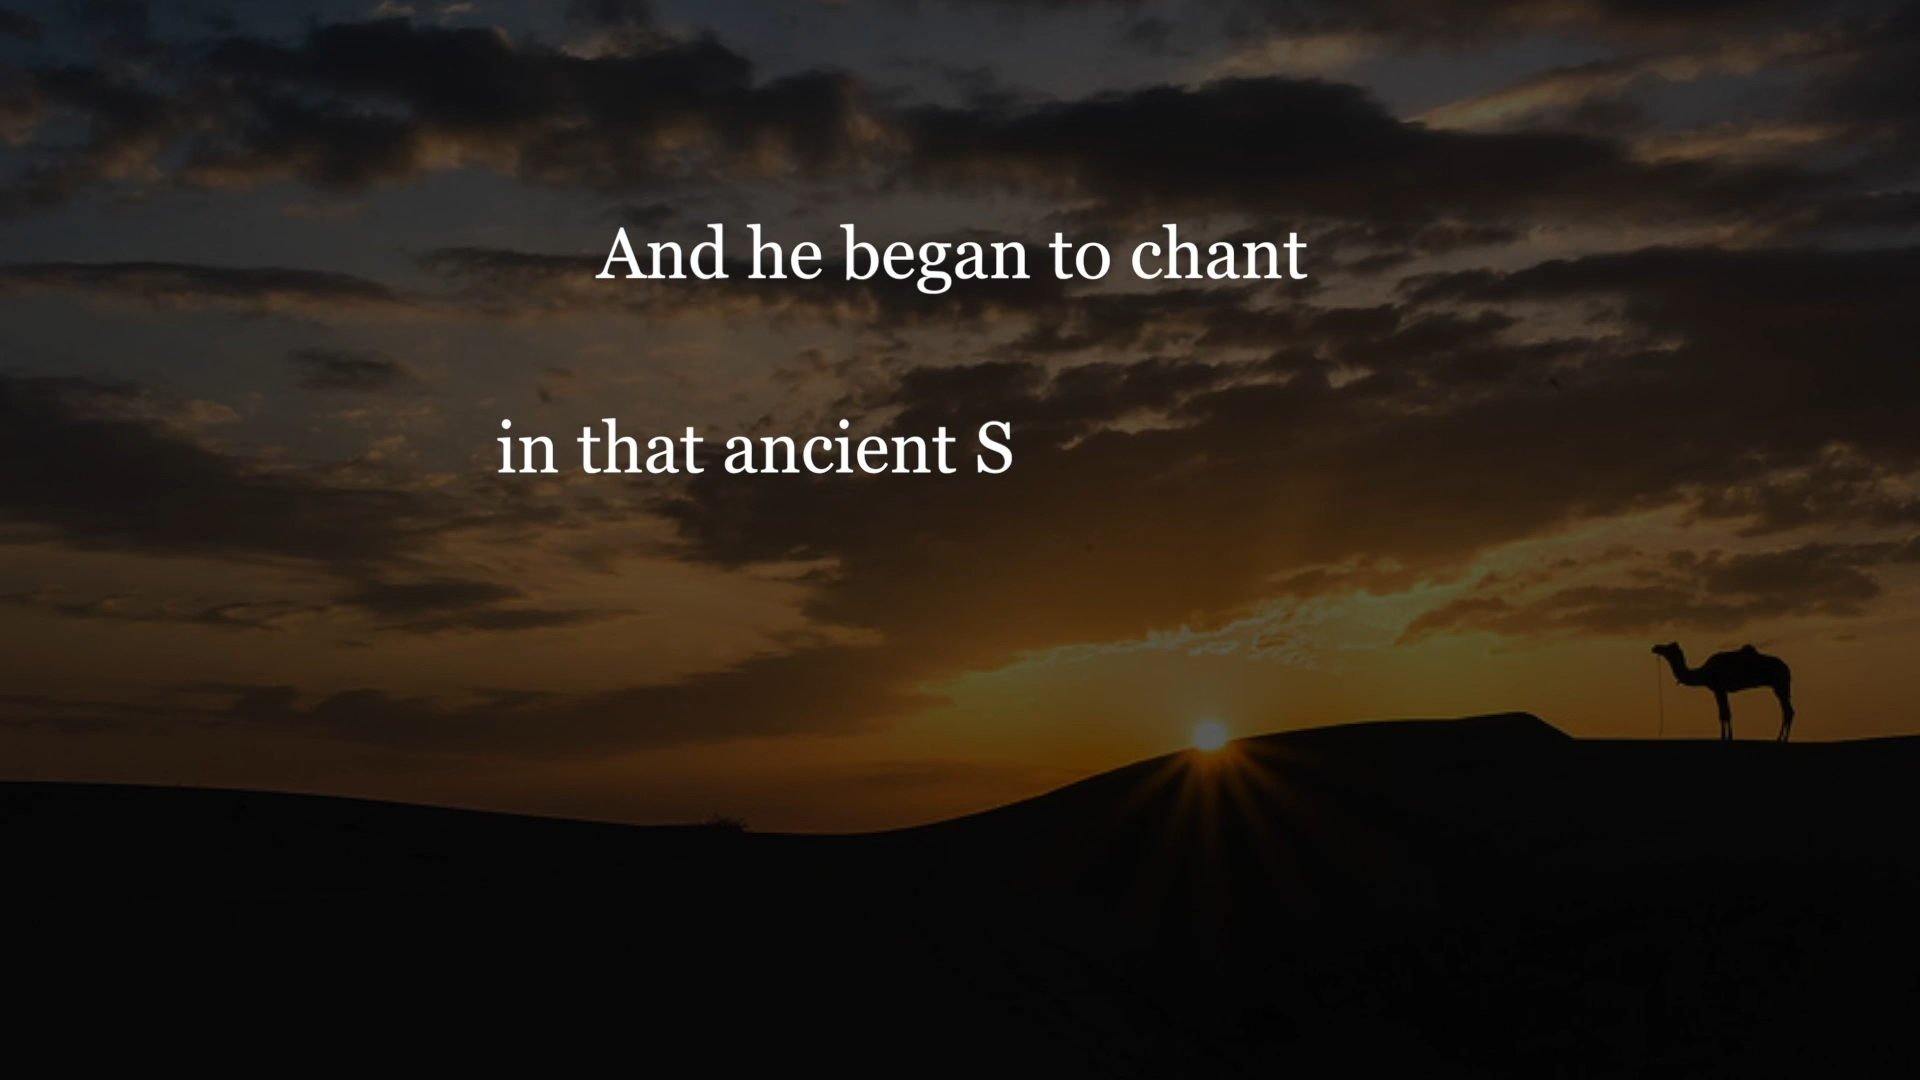 And he began to chant
in that ancient S